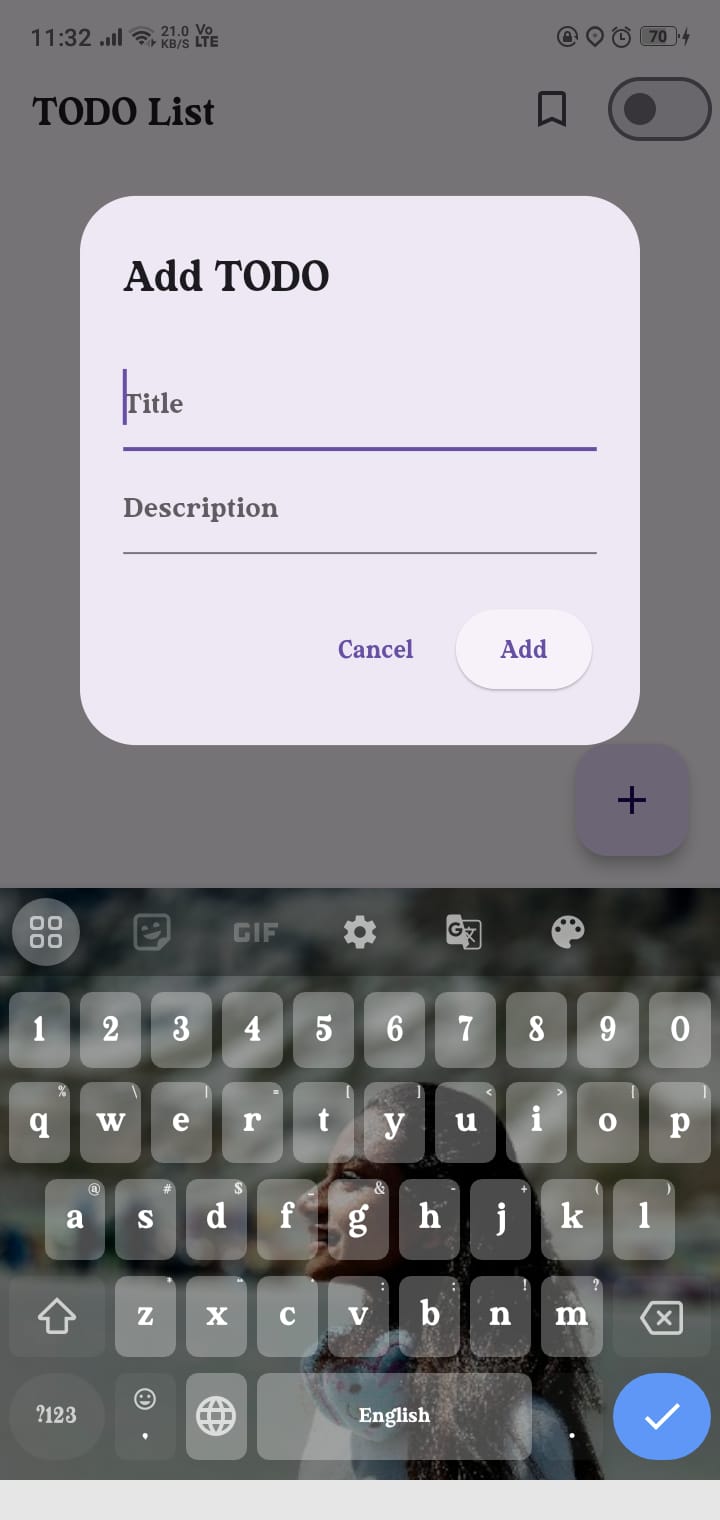 11:32 21.0 KB/S Vo LTE 70
TODO List
Add TODO
Title
Description
Cancel Add
+
GIF
1 2 3 4 5 6 7 8 9 0
q w e r t y u i o p
a s d f g h j k l
z x c v b n m
?123 , English .